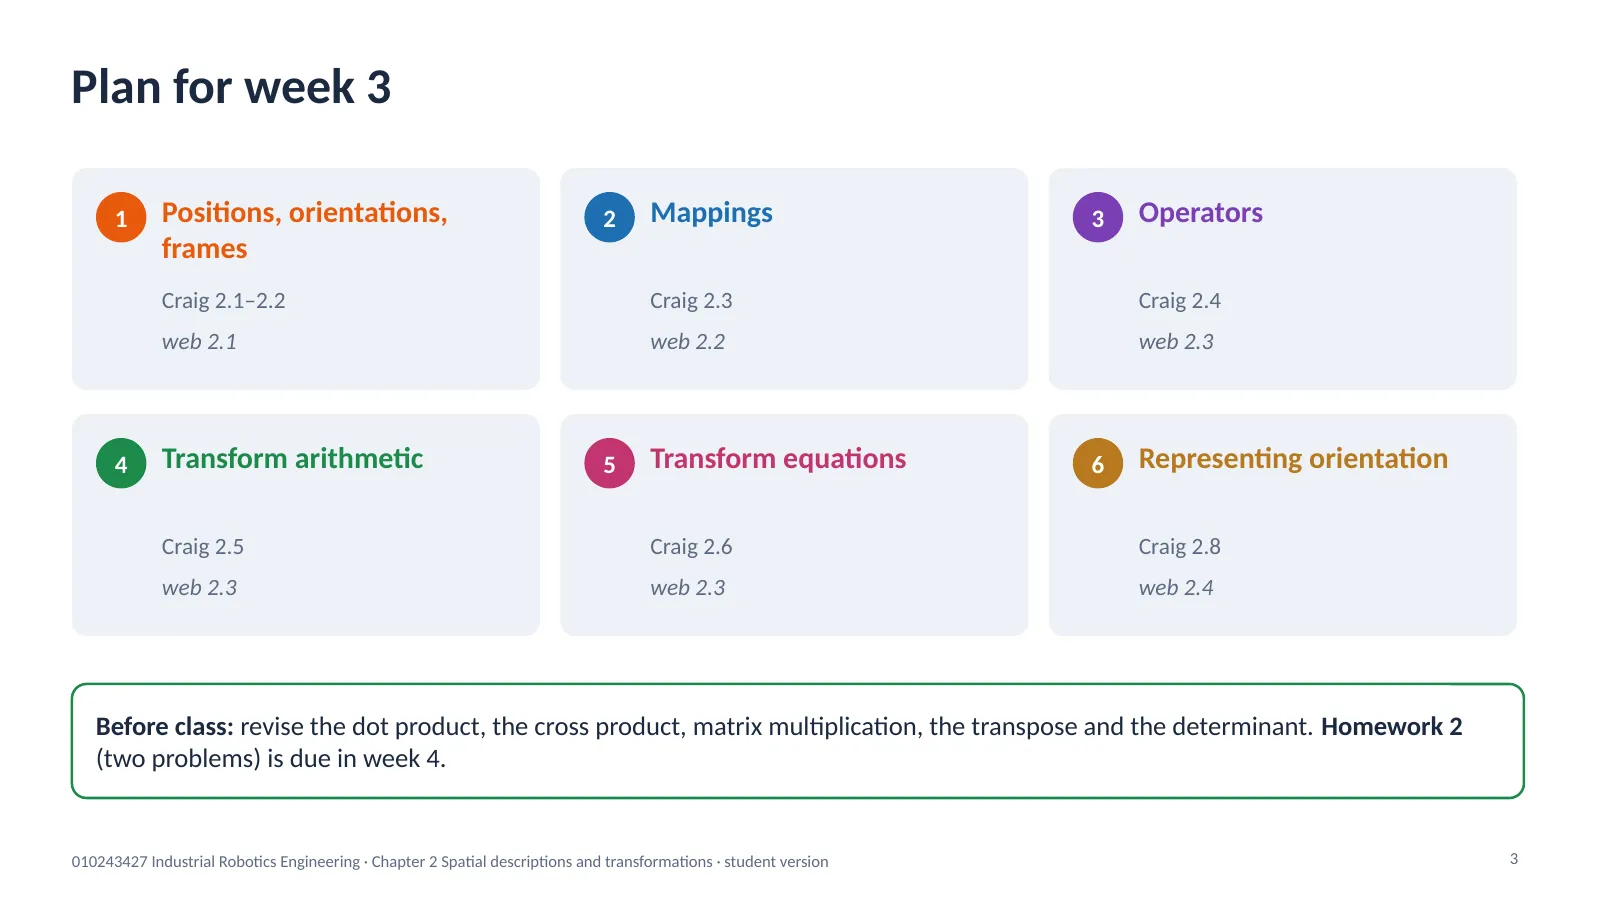 Plan for week 3
1
Positions, orientations,
frames
Craig 2.1–2.2
web 2.1
2
Mappings
Craig 2.3
web 2.2
3
Operators
Craig 2.4
web 2.3
4
Transform arithmetic
Craig 2.5
web 2.3
5
Transform equations
Craig 2.6
web 2.3
6
Representing orientation
Craig 2.8
web 2.4
Before class: revise the dot product, the cross product, matrix multiplication, the transpose and the determinant. Homework 2
(two problems) is due in week 4.
010243427 Industrial Robotics Engineering · Chapter 2 Spatial descriptions and transformations · student version
3